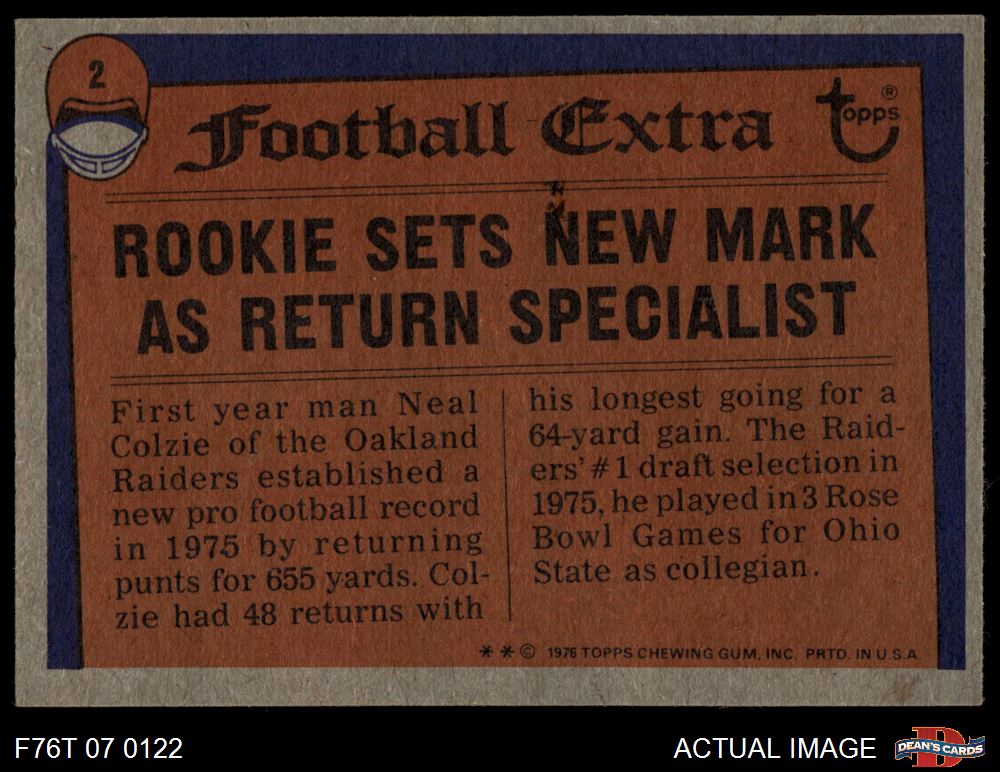 2
Football Extra
topps ®
ROOKIE SETS NEW MARK
AS RETURN SPECIALIST
First year man Neal
Colzie of the Oakland
Raiders established a
new pro football record
in 1975 by returning
punts for 655 yards. Col-
zie had 48 returns with
his longest going for a
64-yard gain. The Raid-
ers' #1 draft selection in
1975, he played in 3 Rose
Bowl Games for Ohio
State as collegian.
* * © 1976 TOPPS CHEWING GUM, INC. PRTD. IN U.S.A.
F76T 07 0122
ACTUAL IMAGE
D
DEAN'S CARDS